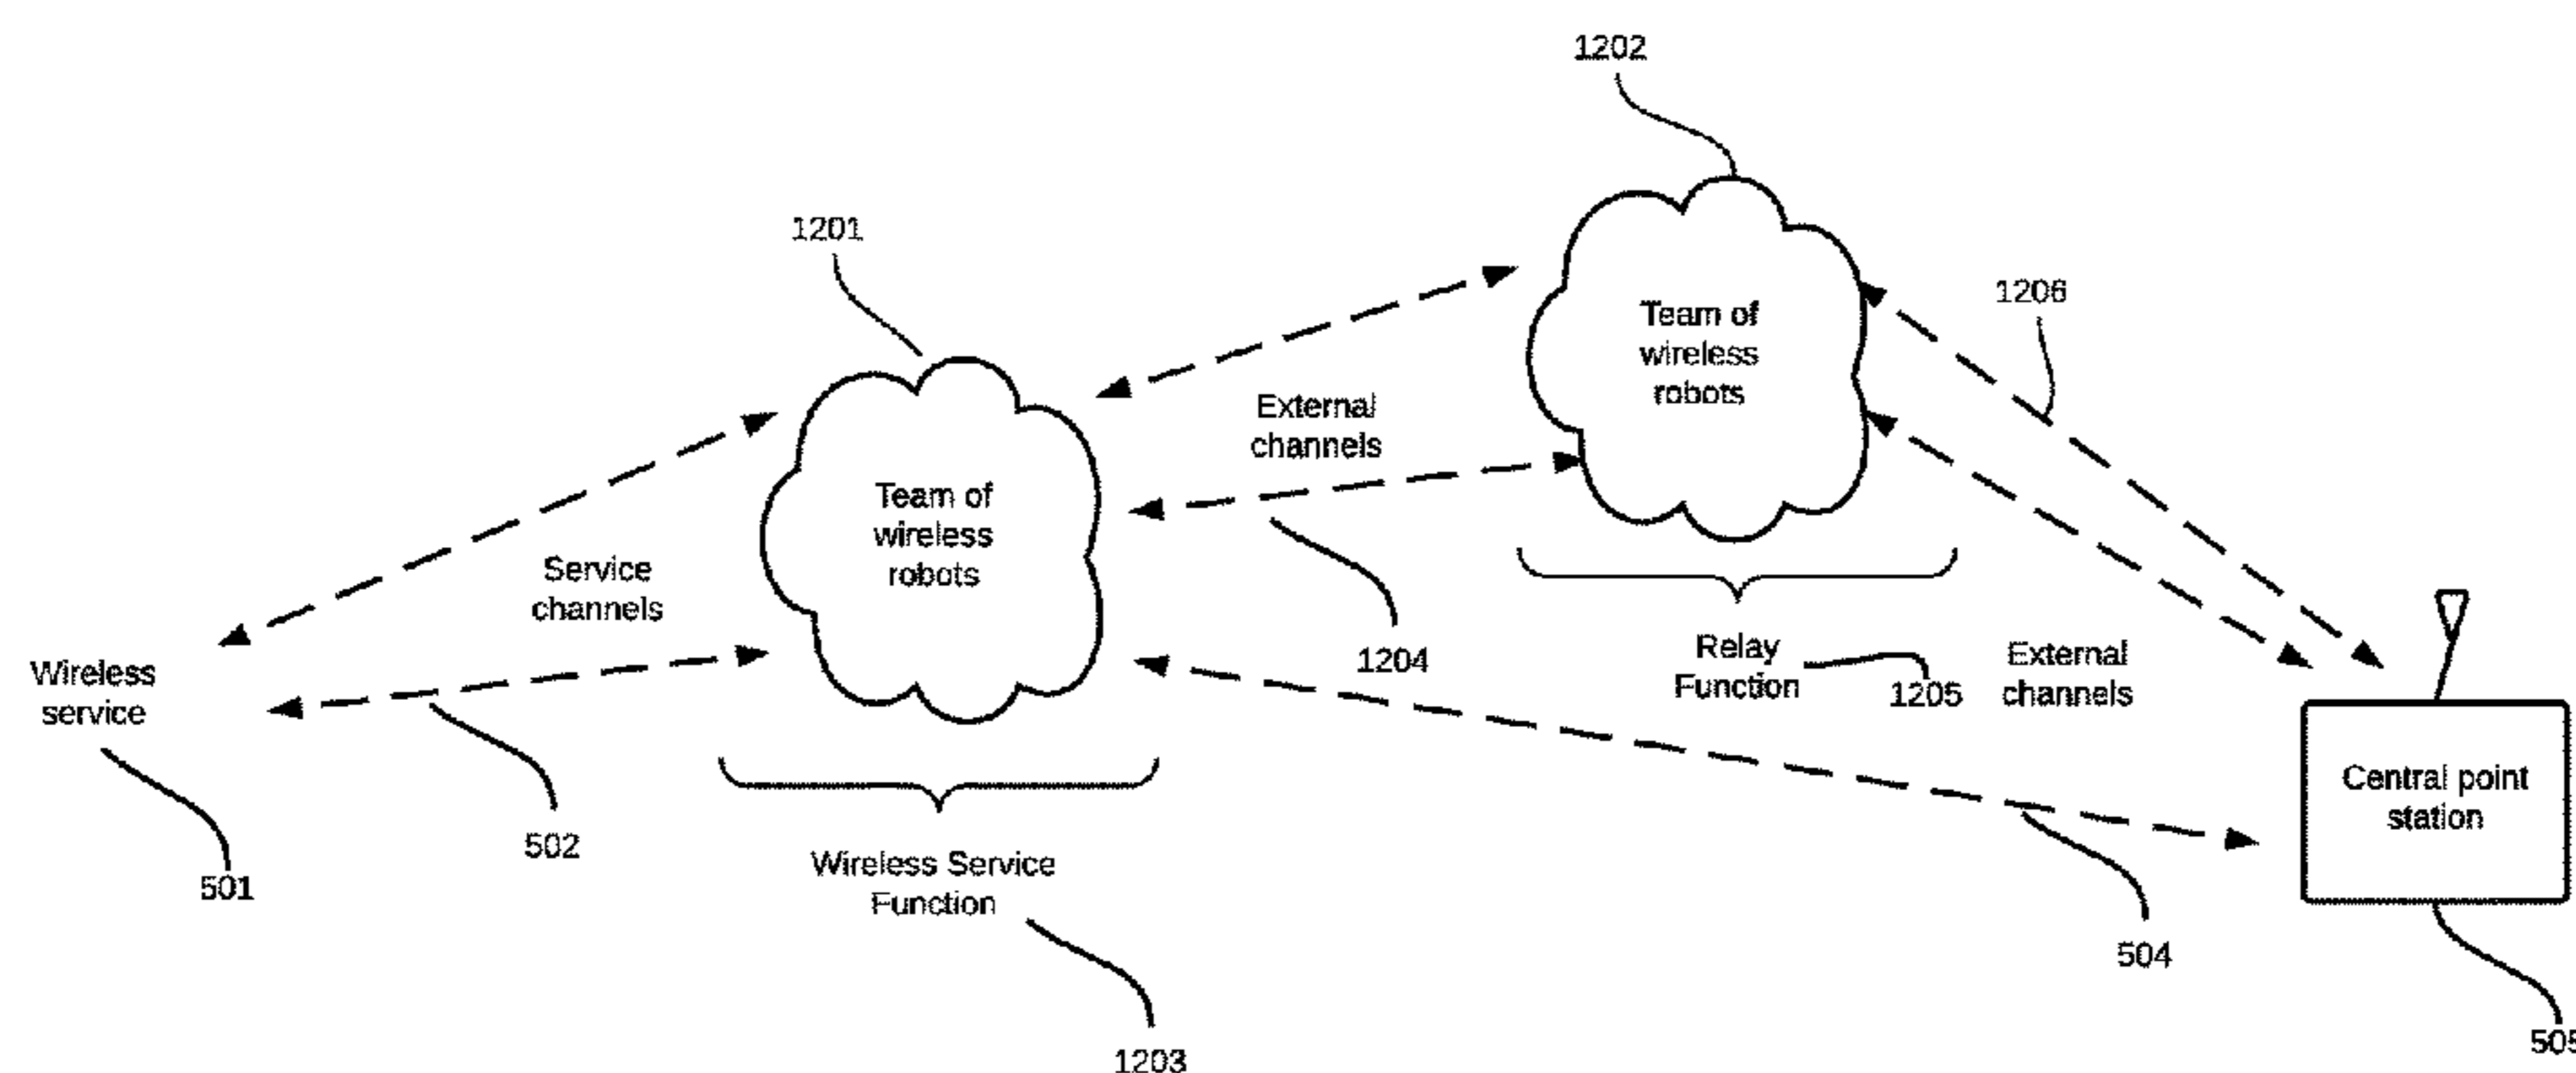 1202
1201
1206
Team of
wireless
robots
External
channels
Team of
wireless
robots
Service
channels
Wireless
service
1204
Relay
Function
1205
External
channels
Central point
station
502
501
Wireless Service
Function
504
505
1203